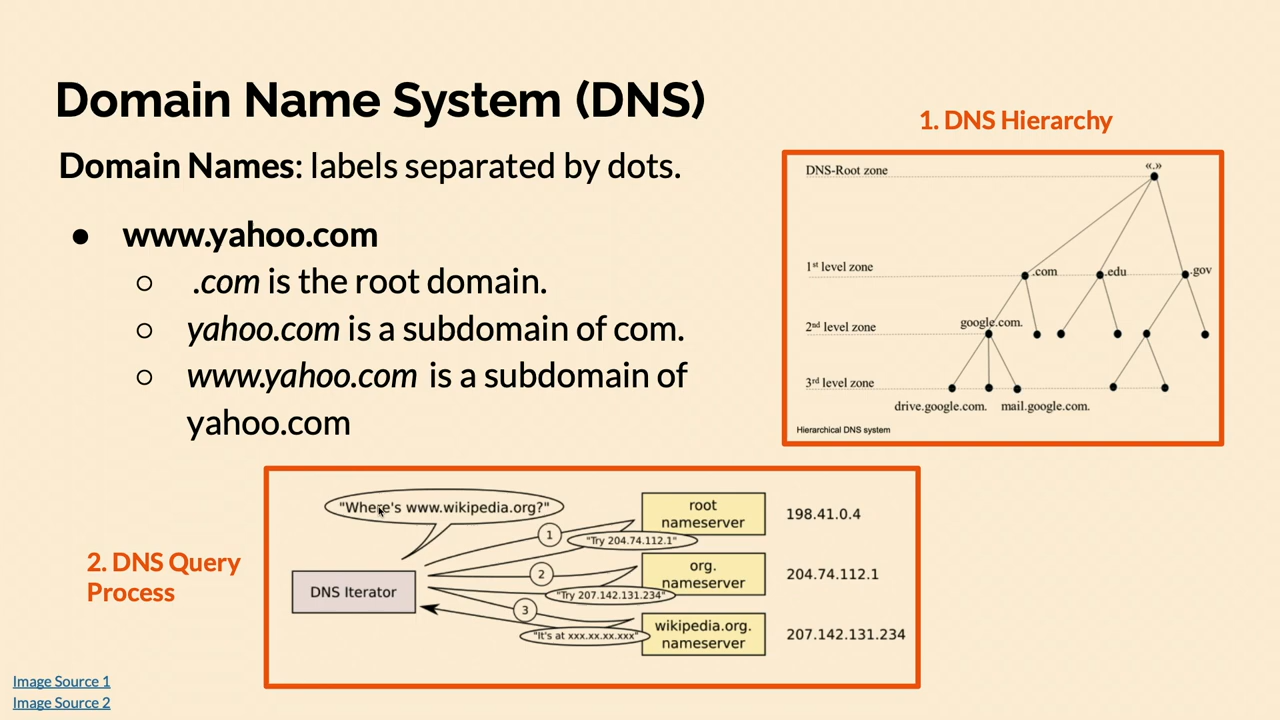 Domain Name System (DNS)
Domain Names: labels separated by dots.
● www.yahoo.com
○ .com is the root domain.
○ yahoo.com is a subdomain of com.
○ www.yahoo.com is a subdomain of
yahoo.com
1. DNS Hierarchy
DNS-Root zone
«.»
1st level zone
.com
.edu
.gov
2nd level zone
google.com.
3rd level zone
drive.google.com.
mail.google.com.
Hierarchical DNS system
2. DNS Query
Process
"Where's www.wikipedia.org?"
DNS Iterator
1
"Try 204.74.112.1"
2
"Try 207.142.131.234"
3
"It's at xxx.xx.xx.xxx"
root
nameserver
198.41.0.4
org.
nameserver
204.74.112.1
wikipedia.org.
nameserver
207.142.131.234
Image Source 1
Image Source 2